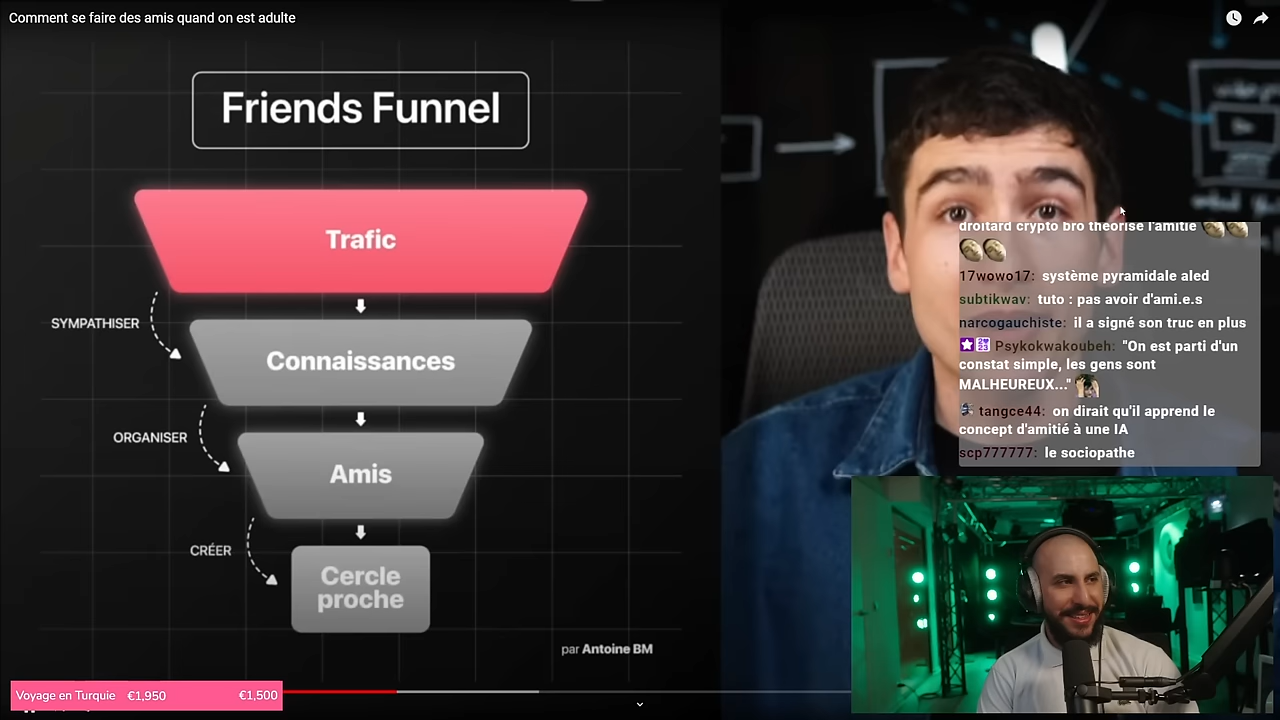 Comment se faire des amis quand on est adulte
Friends Funnel
Trafic
SYMPATHISER
Connaissances
ORGANISER
Amis
CRÉER
Cercle
proche
par Antoine BM
droitard crypto bro théorise l'amitié
17wowo17: système pyramidale aled
subtikwav: tuto : pas avoir d'ami.e.s
narcogauchiste: il a signé son truc en plus
Psykokwakoubeh: "On est parti d'un
constat simple, les gens sont
MALHEUREUX..."
tangce44: on dirait qu'il apprend le
concept d'amitié à une IA
scp777777: le sociopathe
Voyage en Turquie €1,950 €1,500